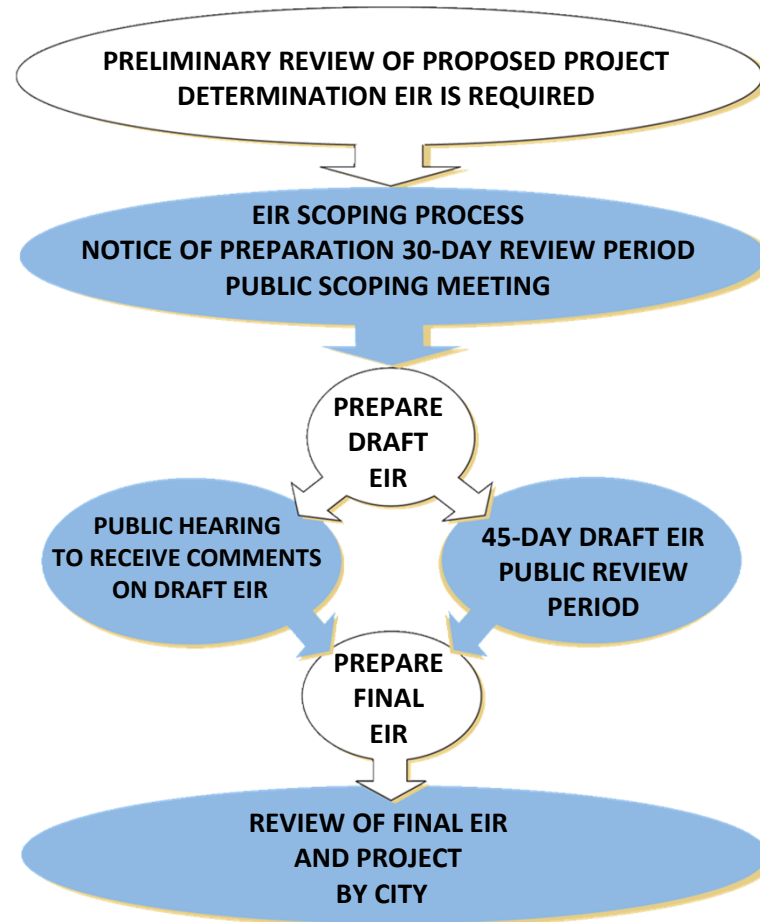 PRELIMINARY REVIEW OF PROPOSED PROJECT
DETERMINATION EIR IS REQUIRED
EIR SCOPING PROCESS
NOTICE OF PREPARATION 30-DAY REVIEW PERIOD
PUBLIC SCOPING MEETING
PREPARE
DRAFT
EIR
PUBLIC HEARING
TO RECEIVE COMMENTS
ON DRAFT EIR
45-DAY DRAFT EIR
PUBLIC REVIEW
PERIOD
PREPARE
FINAL
EIR
REVIEW OF FINAL EIR
AND PROJECT
BY CITY